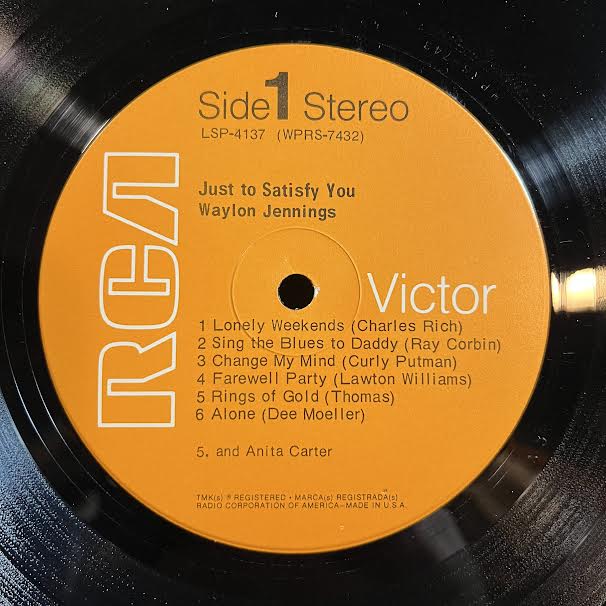 Side 1 Stereo
LSP-4137 (WPRS-7432)
Just to Satisfy You
Waylon Jennings
RCA
Victor
1 Lonely Weekends (Charles Rich)
2 Sing the Blues to Daddy (Ray Corbin)
3 Change My Mind (Curly Putman)
4 Farewell Party (Lawton Williams)
5 Rings of Gold (Thomas)
6 Alone (Dee Moeller)
5. and Anita Carter
TMK(s) ® REGISTERED • MARCA(s) REGISTRADA(s)
RADIO CORPORATION OF AMERICA—MADE IN U.S.A.